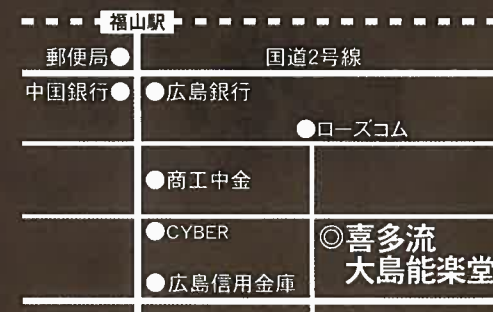 福山駅
郵便局●
国道2号線
中国銀行●
●広島銀行
●ローズコム
●商工中金
●CYBER
◎喜多流
大島能楽堂
●広島信用金庫